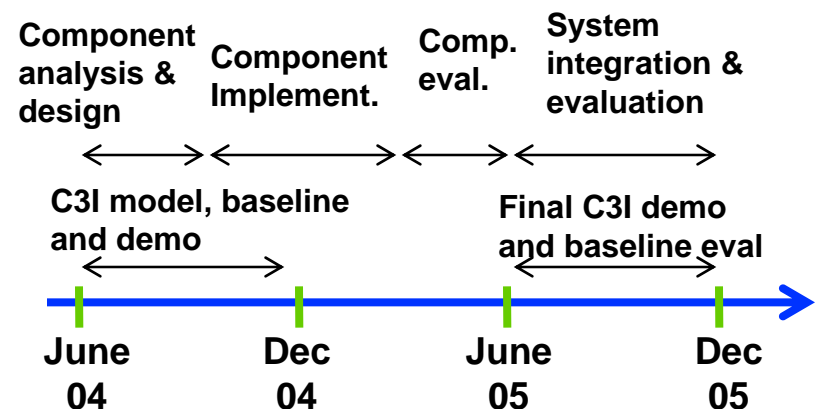 Component
analysis &
design
Component
Implement.
Comp.
eval.
System
integration &
evaluation
C3I model, baseline
and demo
Final C3I demo
and baseline eval
June
04
Dec
04
June
05
Dec
05